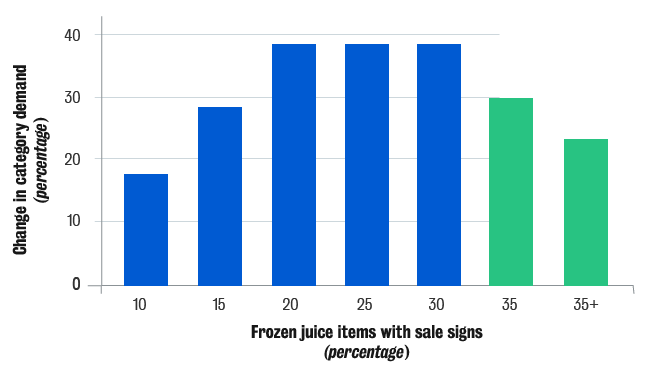 Change in category demand
(percentage)
40
30
20
10
0
10 15 20 25 30 35 35+
Frozen juice items with sale signs
(percentage)